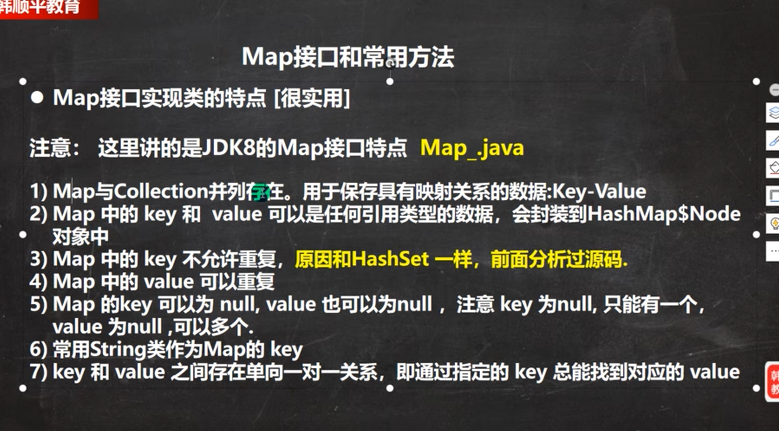 韩顺平教育
Map接口和常用方法
● Map接口实现类的特点 [很实用]
注意： 这里讲的是JDK8的Map接口特点 Map_.java
1) Map与Collection并列存在。用于保存具有映射关系的数据:Key-Value
2) Map 中的 key 和 value 可以是任何引用类型的数据，会封装到HashMap$Node
对象中
3) Map 中的 key 不允许重复，原因和HashSet 一样，前面分析过源码.
4) Map 中的 value 可以重复
5) Map 的key 可以为 null, value 也可以为null ，注意 key 为null, 只能有一个，
value 为null ,可以多个.
6) 常用String类作为Map的 key
7) key 和 value 之间存在单向一对一关系，即通过指定的 key 总能找到对应的 value